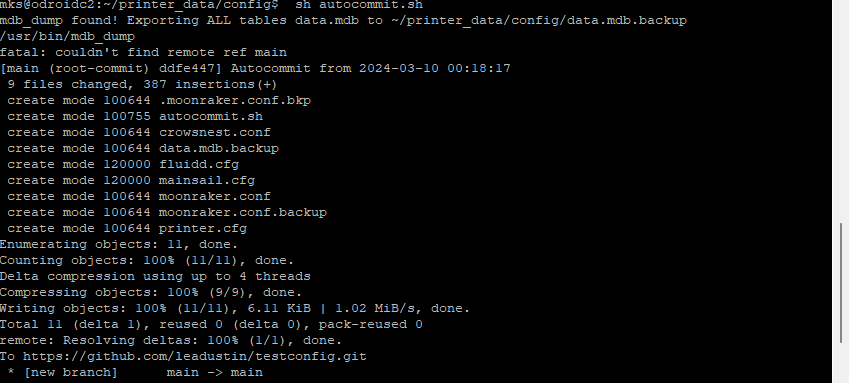 mks@odroidc2:~/printer_data/config$  sh autocommit.sh
mdb_dump found! Exporting ALL tables data.mdb to ~/printer_data/config/data.mdb.backup
/usr/bin/mdb_dump
fatal: couldn't find remote ref main
[main (root-commit) ddfe447] Autocommit from 2024-03-10 00:18:17
 9 files changed, 387 insertions(+)
 create mode 100644 .moonraker.conf.bkp
 create mode 100755 autocommit.sh
 create mode 100644 crowsnest.conf
 create mode 100644 data.mdb.backup
 create mode 120000 fluidd.cfg
 create mode 120000 mainsail.cfg
 create mode 100644 moonraker.conf
 create mode 100644 moonraker.conf.backup
 create mode 100644 printer.cfg
Enumerating objects: 11, done.
Counting objects: 100% (11/11), done.
Delta compression using up to 4 threads
Compressing objects: 100% (9/9), done.
Writing objects: 100% (11/11), 6.11 KiB | 1.02 MiB/s, done.
Total 11 (delta 1), reused 0 (delta 0), pack-reused 0
remote: Resolving deltas: 100% (1/1), done.
To https://github.com/leadustin/testconfig.git
 * [new branch]      main -> main